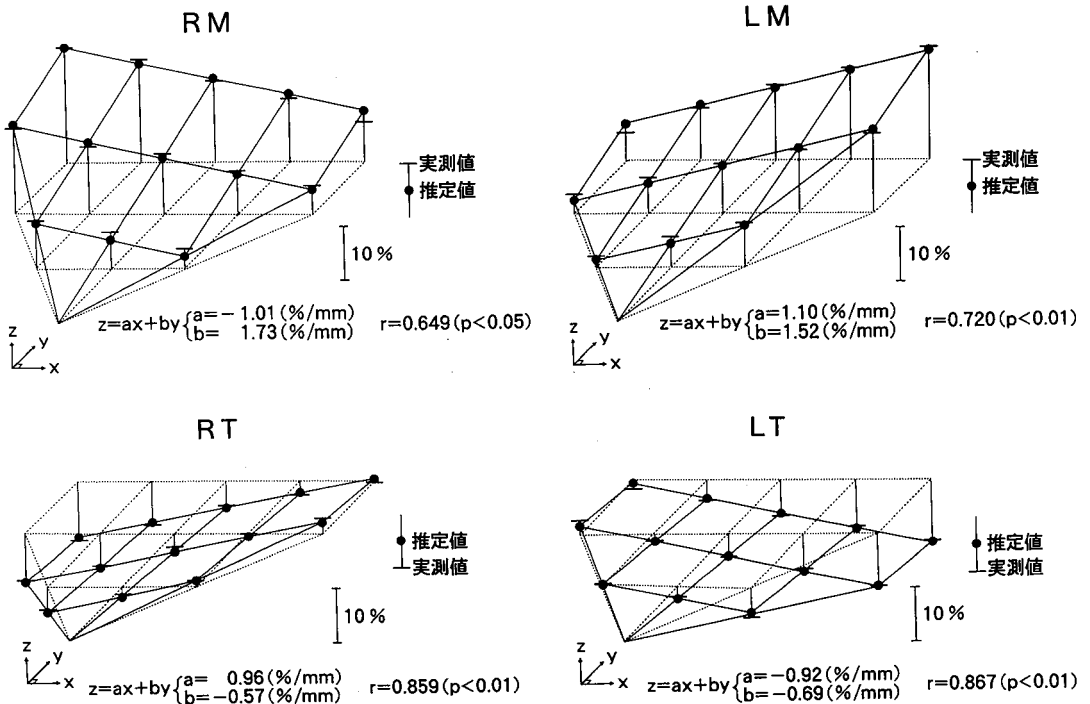 RM
実測値
推定値
10%
z=ax+by{a=-1.01(%/mm)
b= 1.73(%/mm)
r=0.649(p<0.05)
z
y
x
LM
実測値
推定値
10%
z=ax+by{a=1.10(%/mm)
b=1.52(%/mm)
r=0.720(p<0.01)
z
y
x
RT
推定値
実測値
10%
z=ax+by{a= 0.96(%/mm)
b=-0.57(%/mm)
r=0.859(p<0.01)
z
y
x
LT
推定値
実測値
10%
z=ax+by{a=-0.92(%/mm)
b=-0.69(%/mm)
r=0.867(p<0.01)
z
y
x